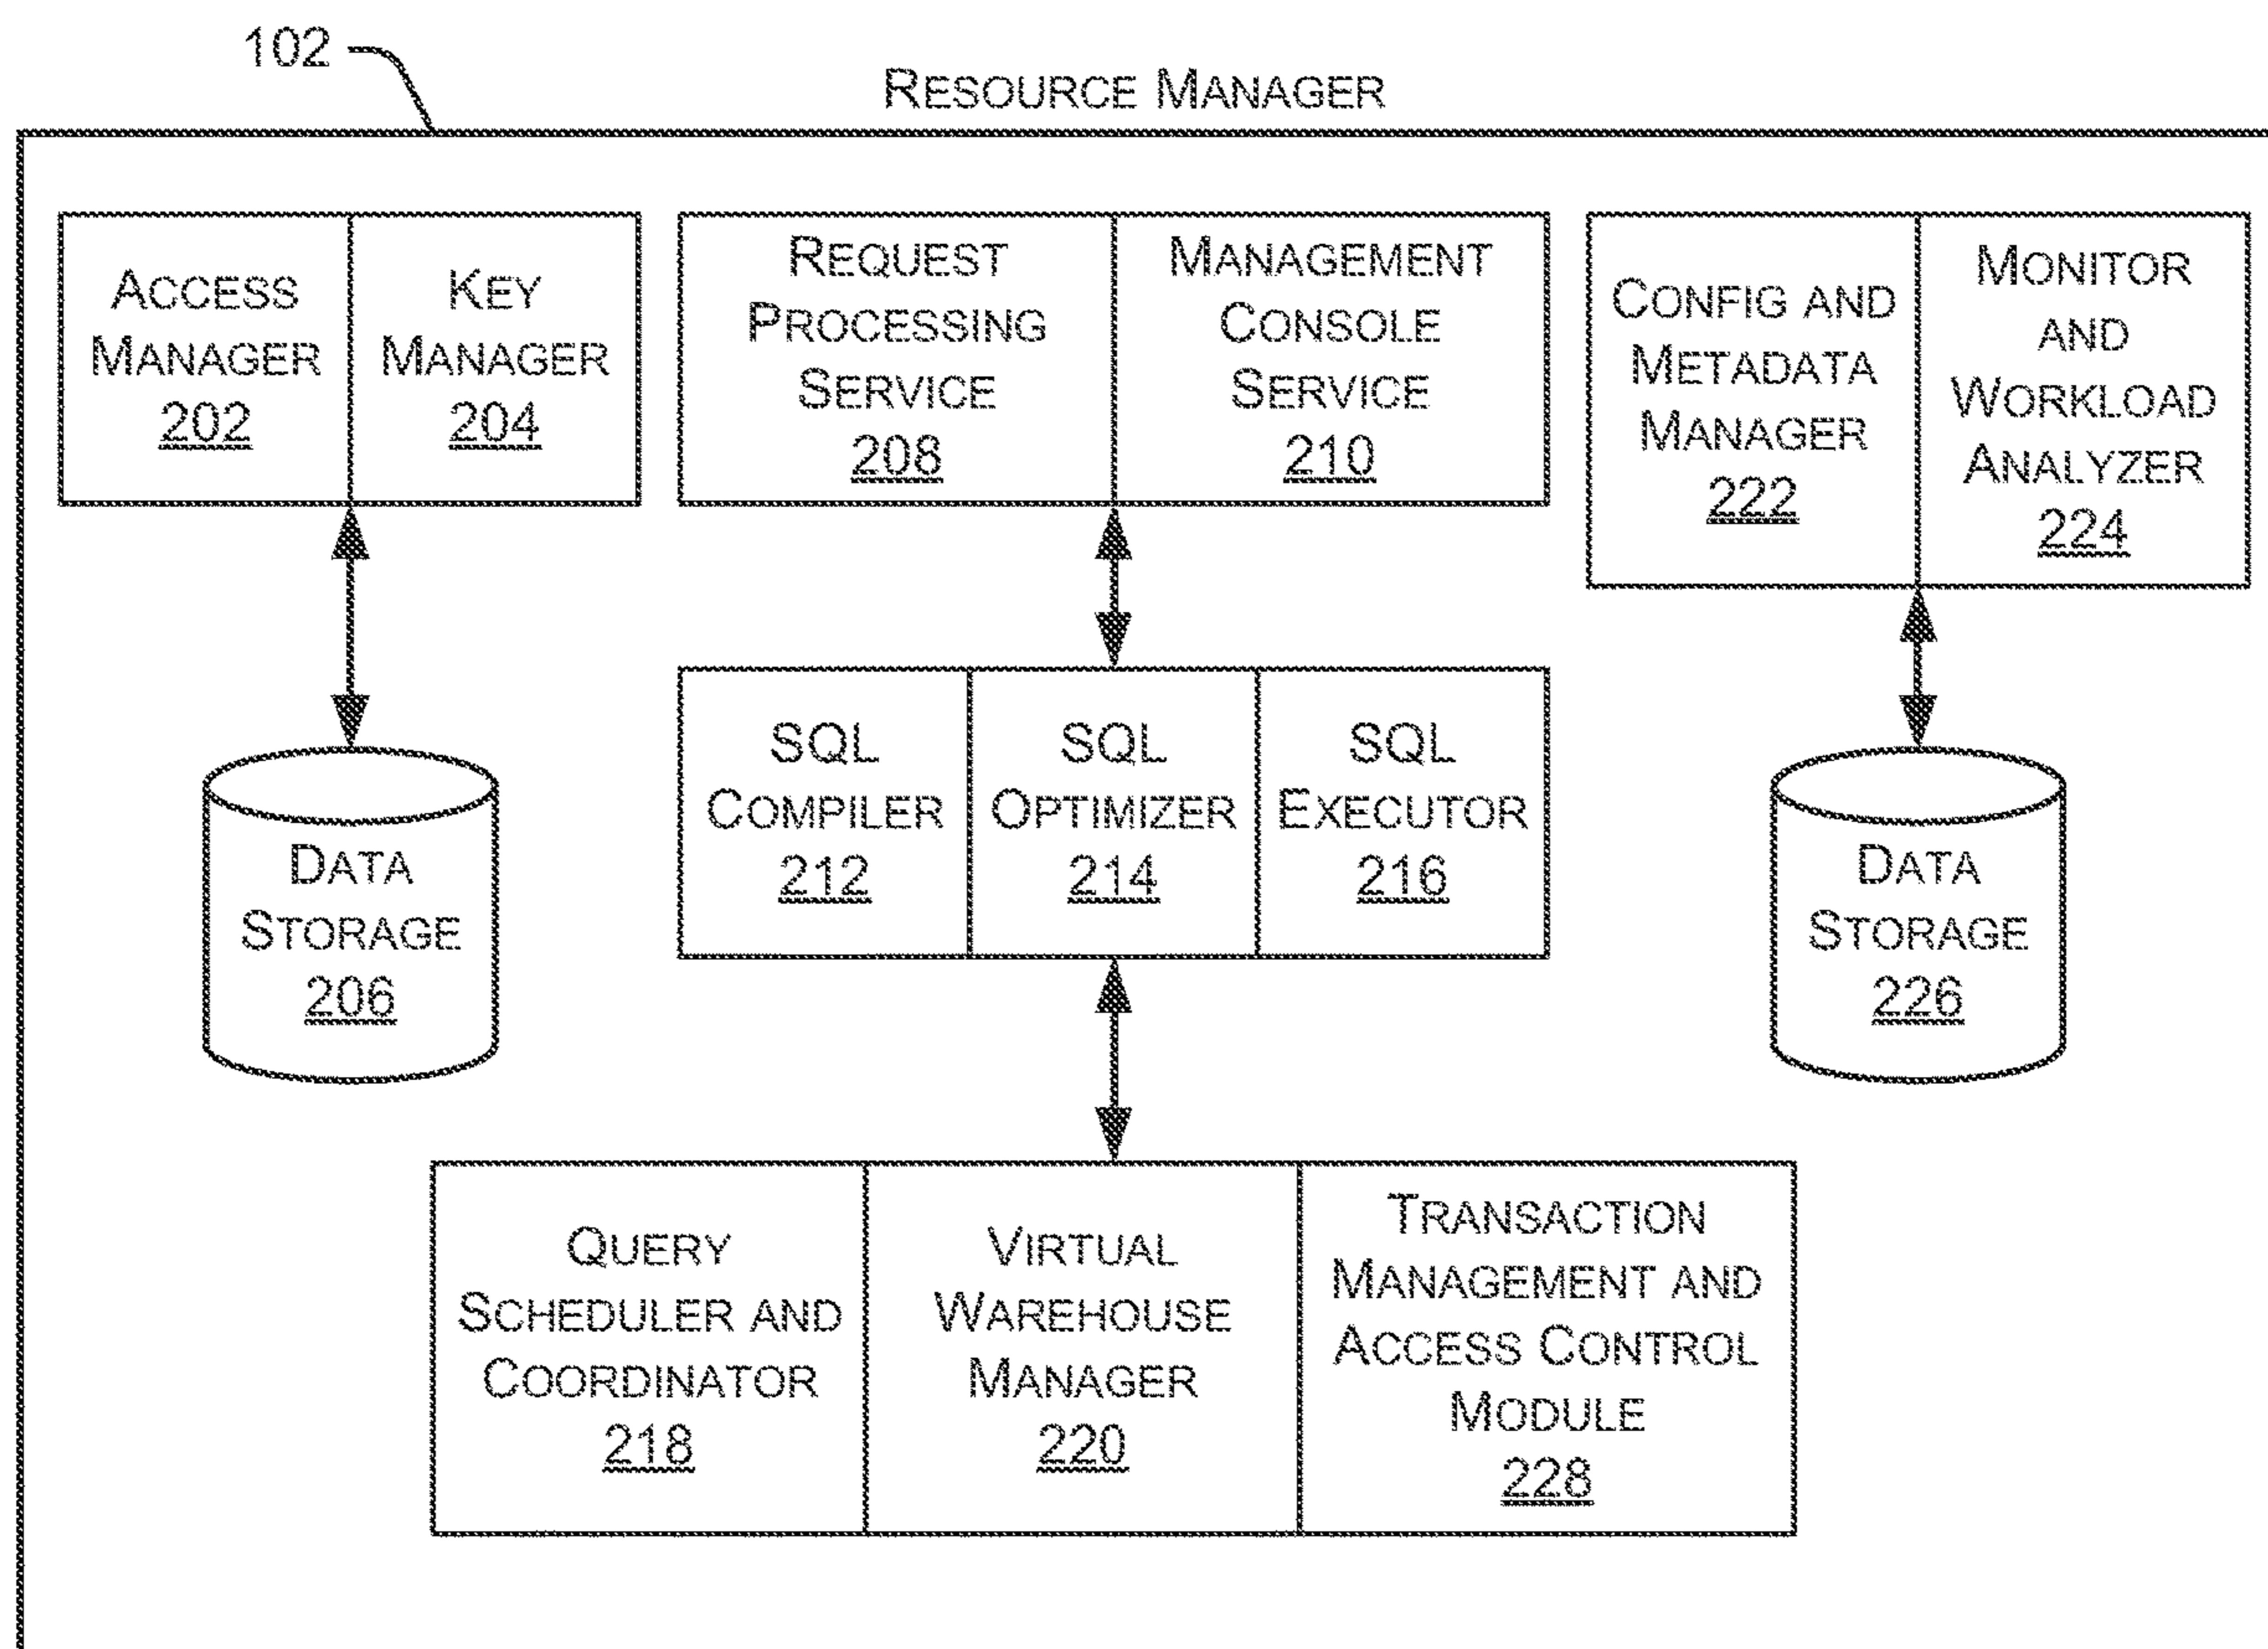 102
RESOURCE MANAGER
ACCESS
MANAGER
202
KEY
MANAGER
204
REQUEST
PROCESSING
SERVICE
208
MANAGEMENT
CONSOLE
SERVICE
210
CONFIG AND
METADATA
MANAGER
222
MONITOR
AND
WORKLOAD
ANALYZER
224
DATA
STORAGE
206
SQL
COMPILER
212
SQL
OPTIMIZER
214
SQL
EXECUTOR
216
DATA
STORAGE
226
QUERY
SCHEDULER AND
COORDINATOR
218
VIRTUAL
WAREHOUSE
MANAGER
220
TRANSACTION
MANAGEMENT AND
ACCESS CONTROL
MODULE
228